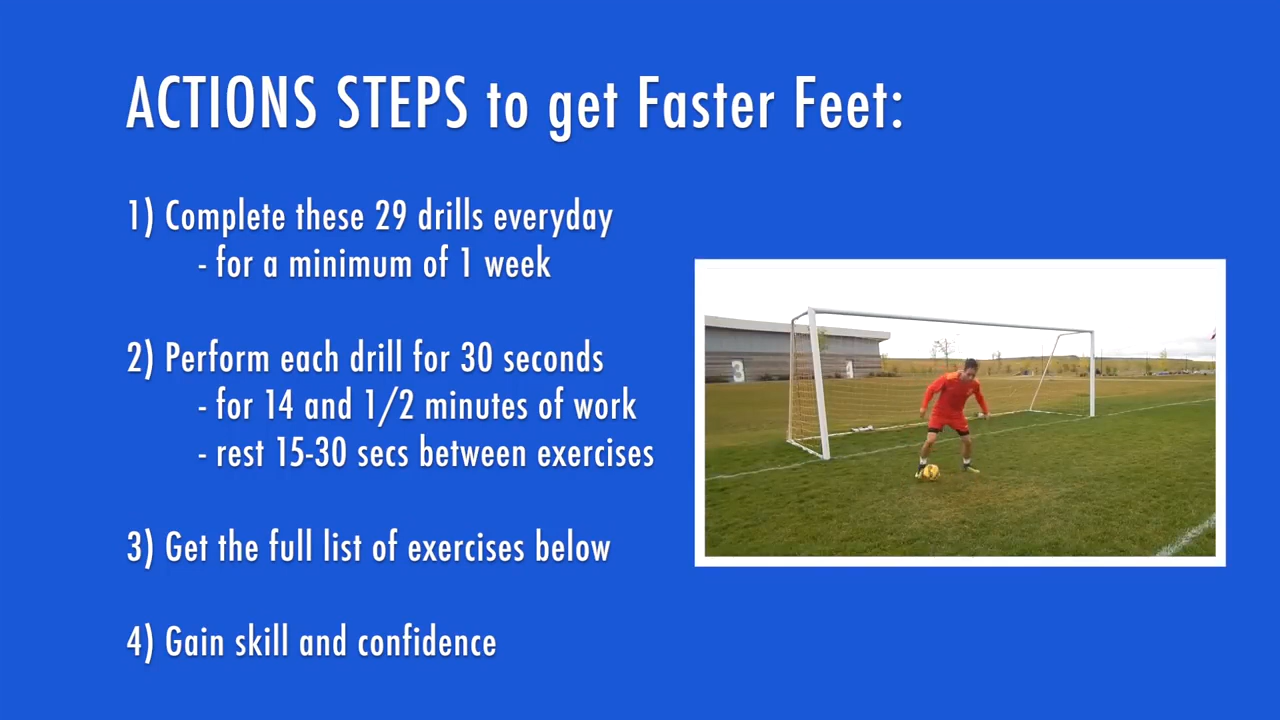 ACTIONS STEPS to get Faster Feet:
1) Complete these 29 drills everyday
- for a minimum of 1 week
2) Perform each drill for 30 seconds
- for 14 and 1/2 minutes of work
- rest 15-30 secs between exercises
3) Get the full list of exercises below
4) Gain skill and confidence
3
1